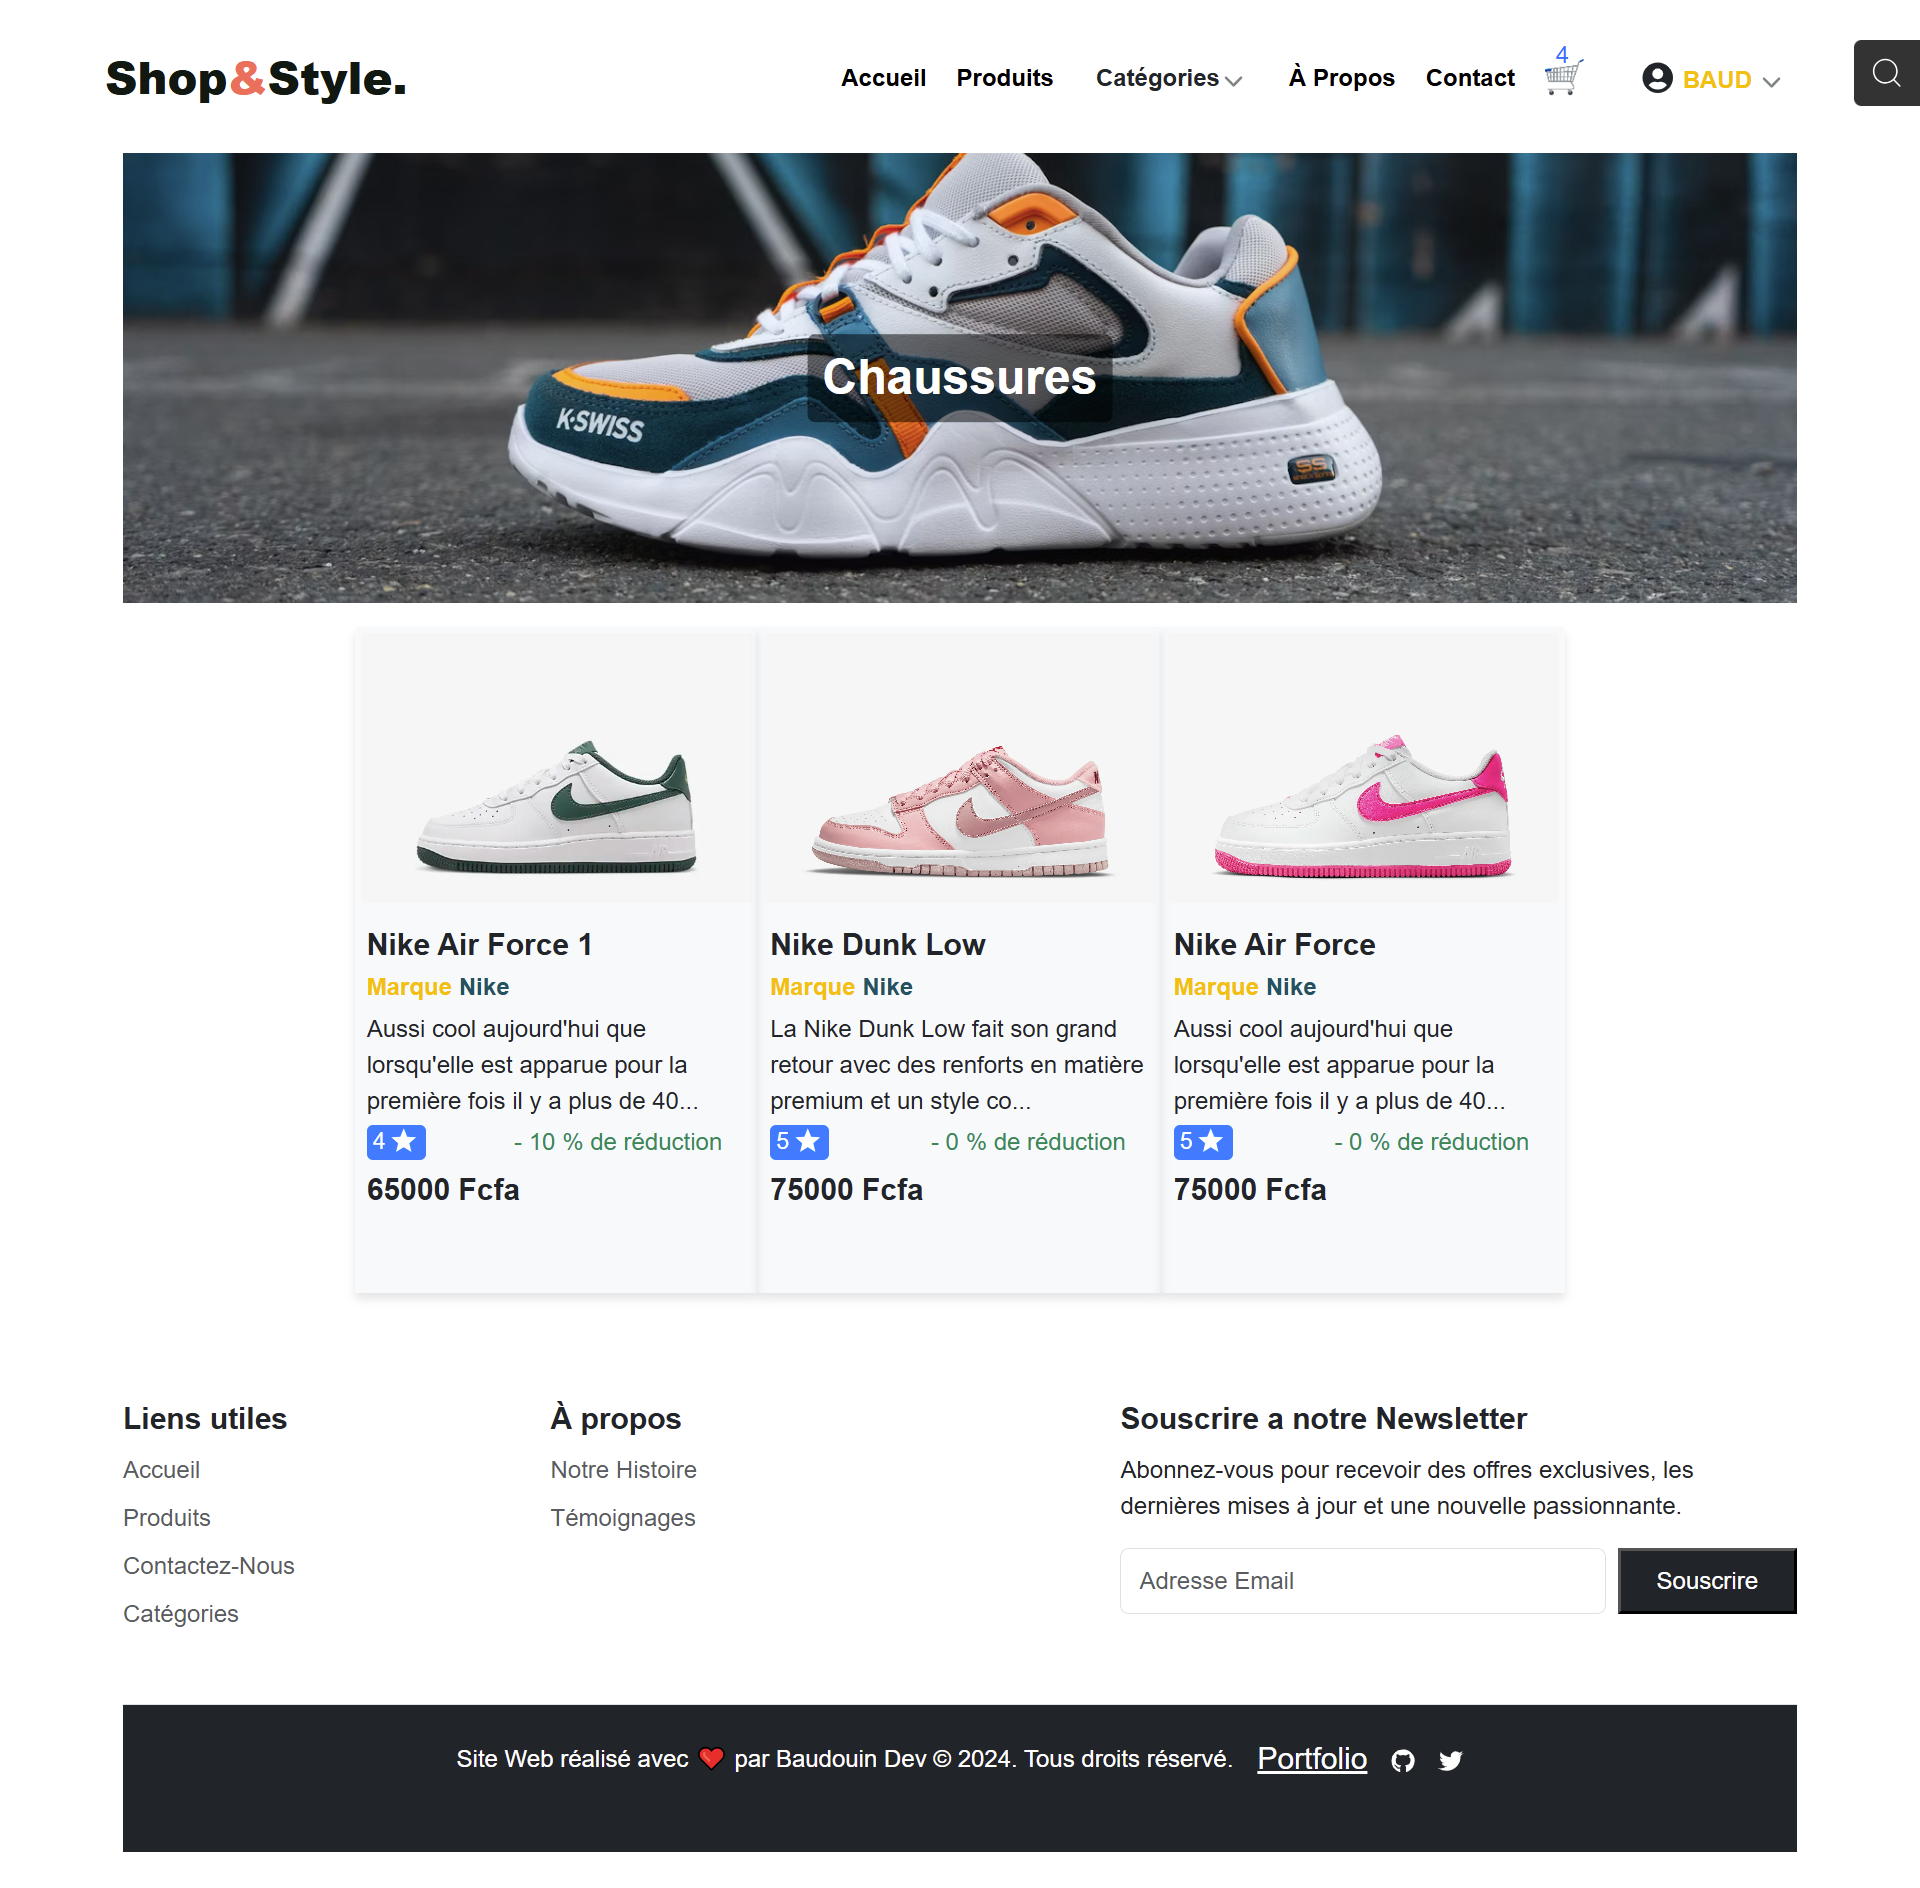 Shop&Style.
Accueil Produits Catégories À Propos Contact 4 BAUD
K·SWISS
Chaussures
Nike Air Force 1
Marque Nike
Aussi cool aujourd'hui que
lorsqu'elle est apparue pour la
première fois il y a plus de 40...
4 - 10 % de réduction
65000 Fcfa
Nike Dunk Low
Marque Nike
La Nike Dunk Low fait son grand
retour avec des renforts en matière
premium et un style co...
5 - 0 % de réduction
75000 Fcfa
Nike Air Force
Marque Nike
Aussi cool aujourd'hui que
lorsqu'elle est apparue pour la
première fois il y a plus de 40...
5 - 0 % de réduction
75000 Fcfa
Liens utiles
Accueil
Produits
Contactez-Nous
Catégories
À propos
Notre Histoire
Témoignages
Souscrire a notre Newsletter
Abonnez-vous pour recevoir des offres exclusives, les
dernières mises à jour et une nouvelle passionnante.
Adresse Email Souscrire
Site Web réalisé avec ❤️ par Baudouin Dev © 2024. Tous droits réservé. Portfolio